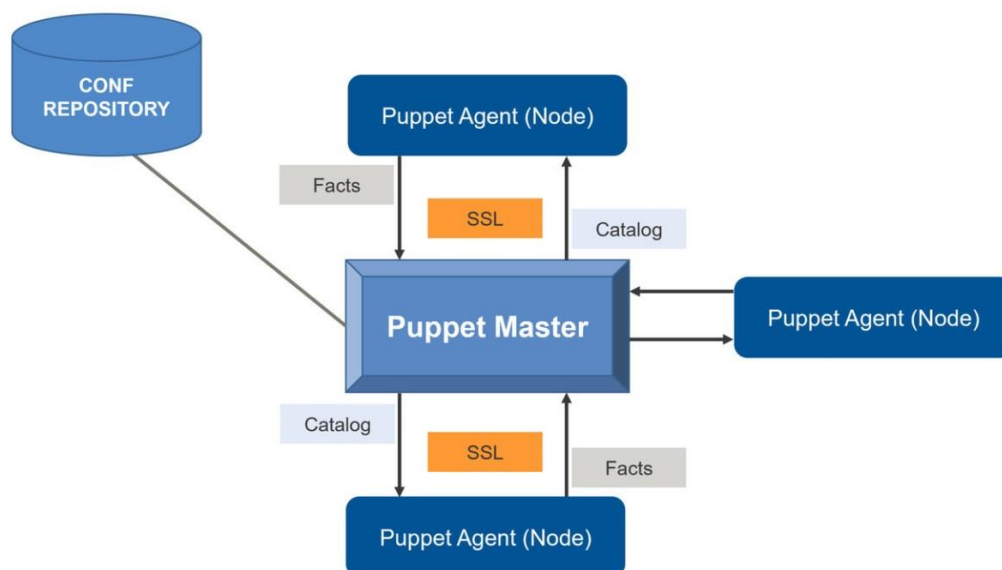 CONF
REPOSITORY
Puppet Agent (Node)
Facts
SSL
Catalog
Puppet Master
Puppet Agent (Node)
Catalog
SSL
Facts
Puppet Agent (Node)